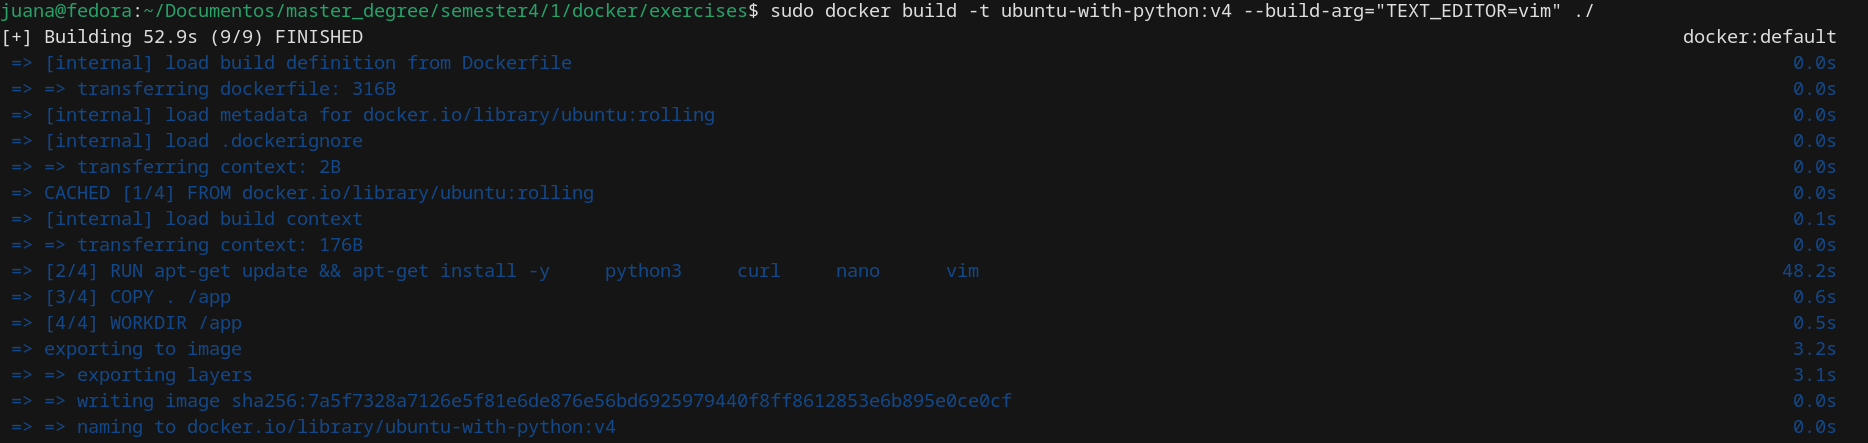 juana@fedora:~/Documentos/master_degree/semester4/1/docker/exercises$ sudo docker build -t ubuntu-with-python:v4 --build-arg="TEXT_EDITOR=vim" ./
[+] Building 52.9s (9/9) FINISHED docker:default
=> [internal] load build definition from Dockerfile 0.0s
=> => transferring dockerfile: 316B 0.0s
=> [internal] load metadata for docker.io/library/ubuntu:rolling 0.0s
=> [internal] load .dockerignore 0.0s
=> => transferring context: 2B 0.0s
=> CACHED [1/4] FROM docker.io/library/ubuntu:rolling 0.0s
=> [internal] load build context 0.1s
=> => transferring context: 176B 0.0s
=> [2/4] RUN apt-get update && apt-get install -y     python3     curl     nano      vim 48.2s
=> [3/4] COPY . /app 0.6s
=> [4/4] WORKDIR /app 0.5s
=> exporting to image 3.2s
=> => exporting layers 3.1s
=> => writing image sha256:7a5f7328a7126e5f81e6de876e56bd6925979440f8ff8612853e6b895e0ce0cf 0.0s
=> => naming to docker.io/library/ubuntu-with-python:v4 0.0s